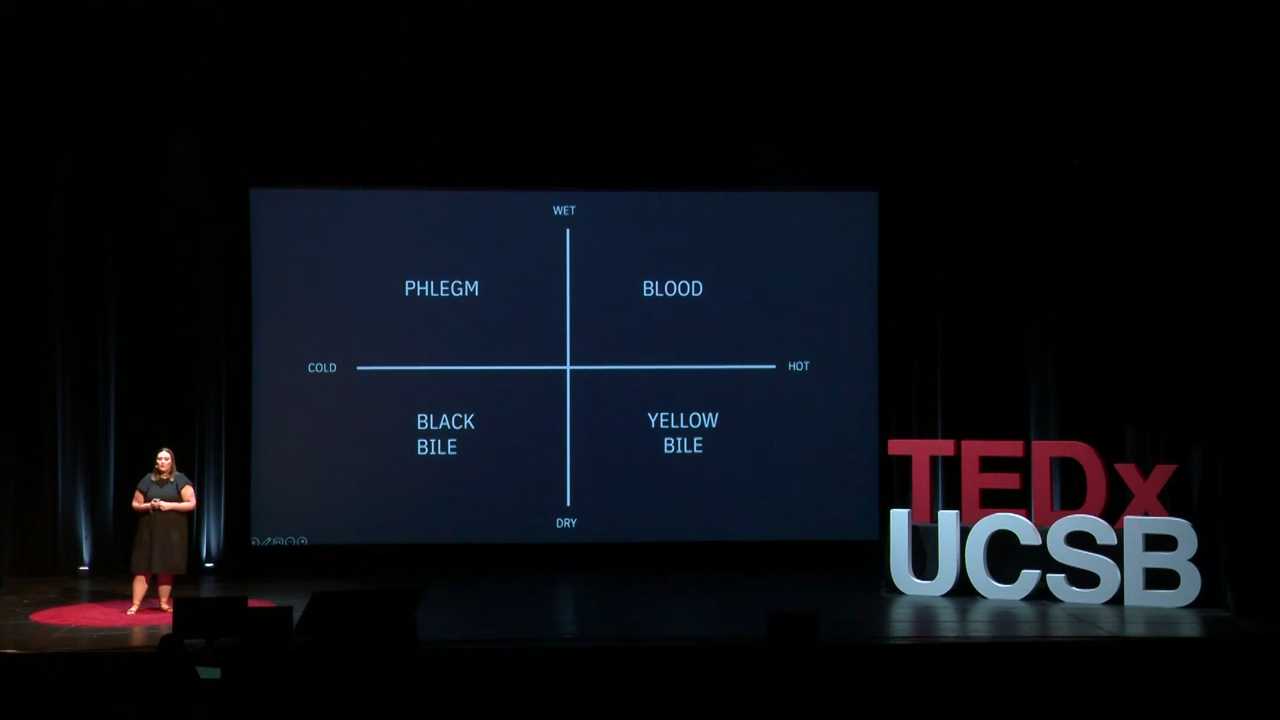 WET
PHLEGM BLOOD
COLD HOT
BLACK YELLOW
BILE BILE
DRY
TEDx
UCSB